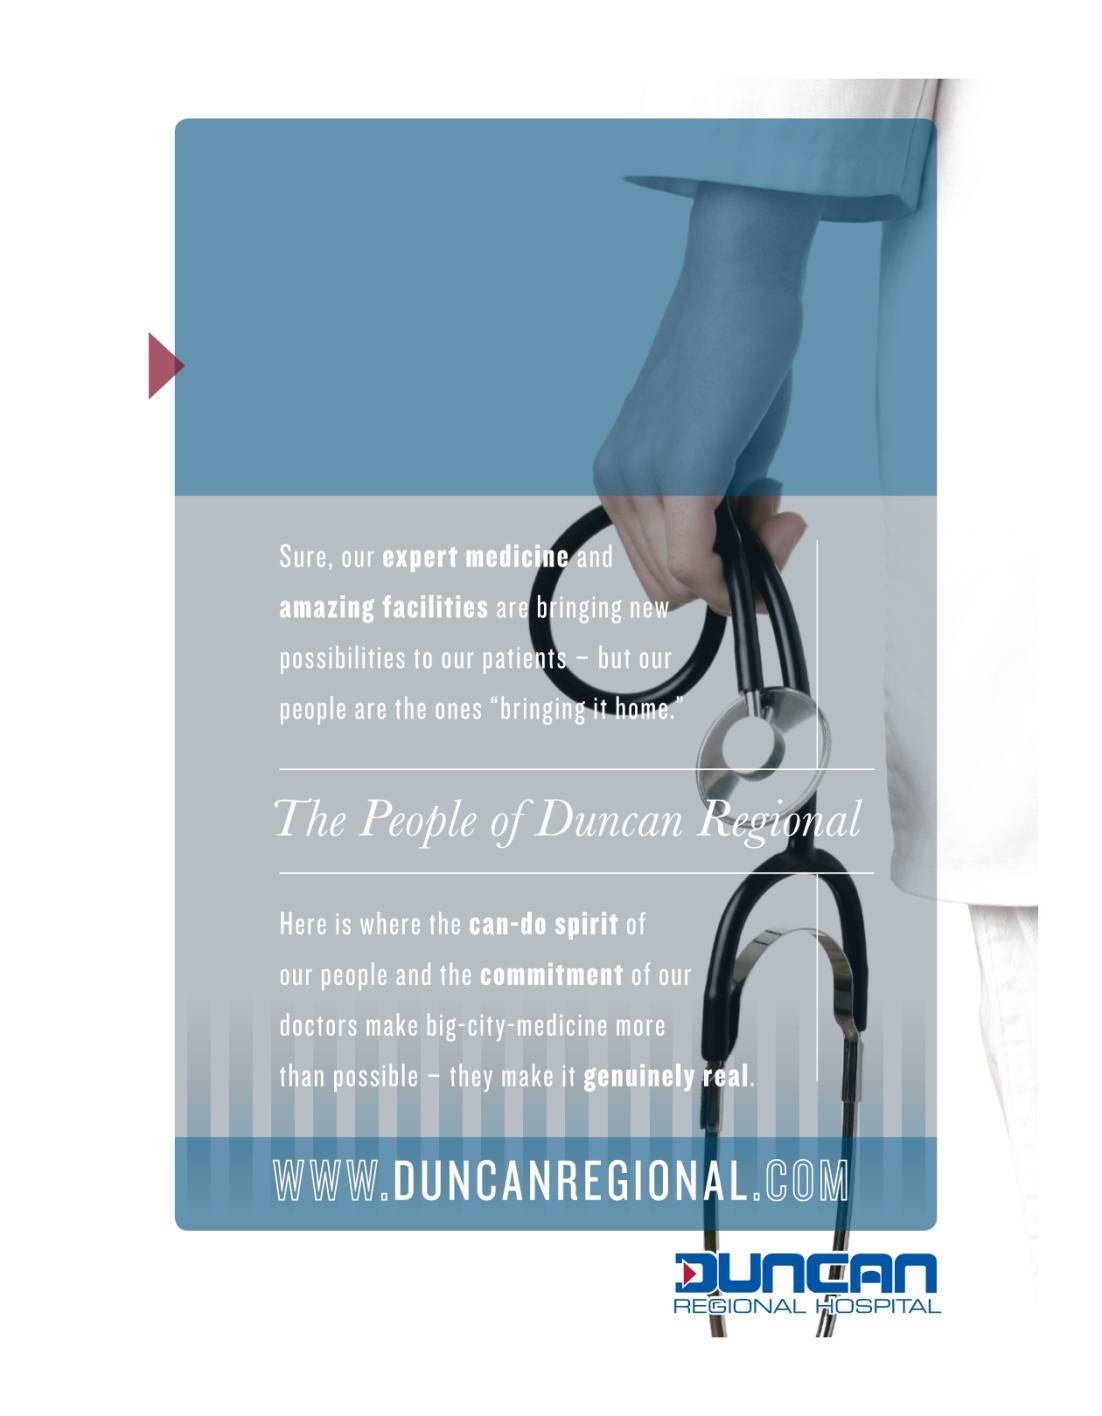 Sure, our expert medicine and
amazing facilities are bringing new
possibilities to our patients – but our
people are the ones “bringing it home.”
The People of Duncan Regional
Here is where the can-do spirit of
our people and the commitment of our
doctors make big-city-medicine more
than possible – they make it genuinely real.
WWW.DUNCANREGIONAL.COM
DUNCAN
REGIONAL HOSPITAL